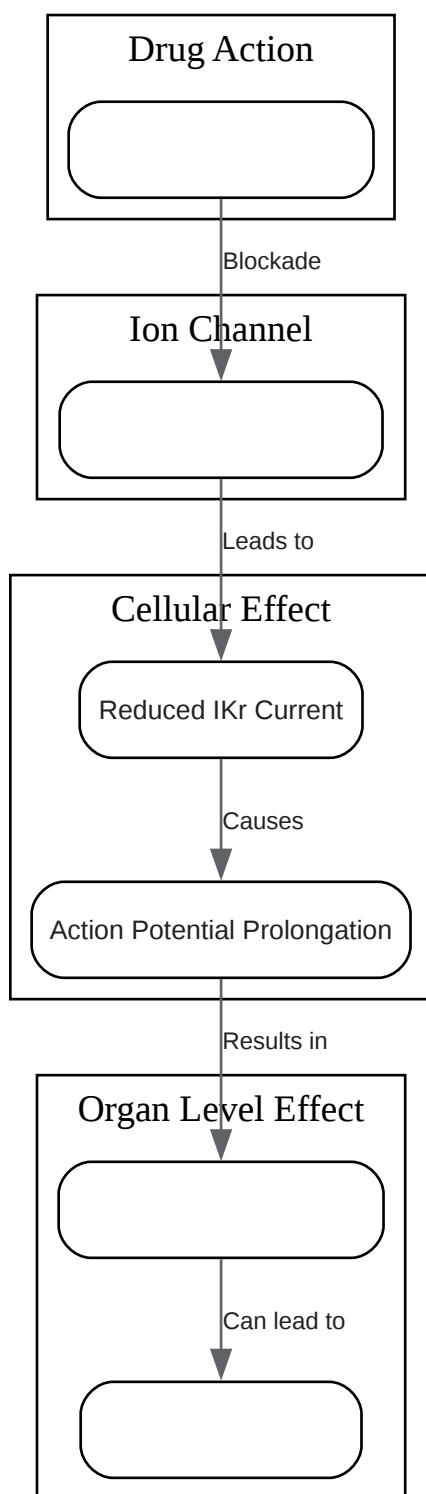 Drug Action
Blockade
Ion Channel
Leads to
Cellular Effect
Reduced IKr Current
Causes
Action Potential Prolongation
Results in
Organ Level Effect
Can lead to